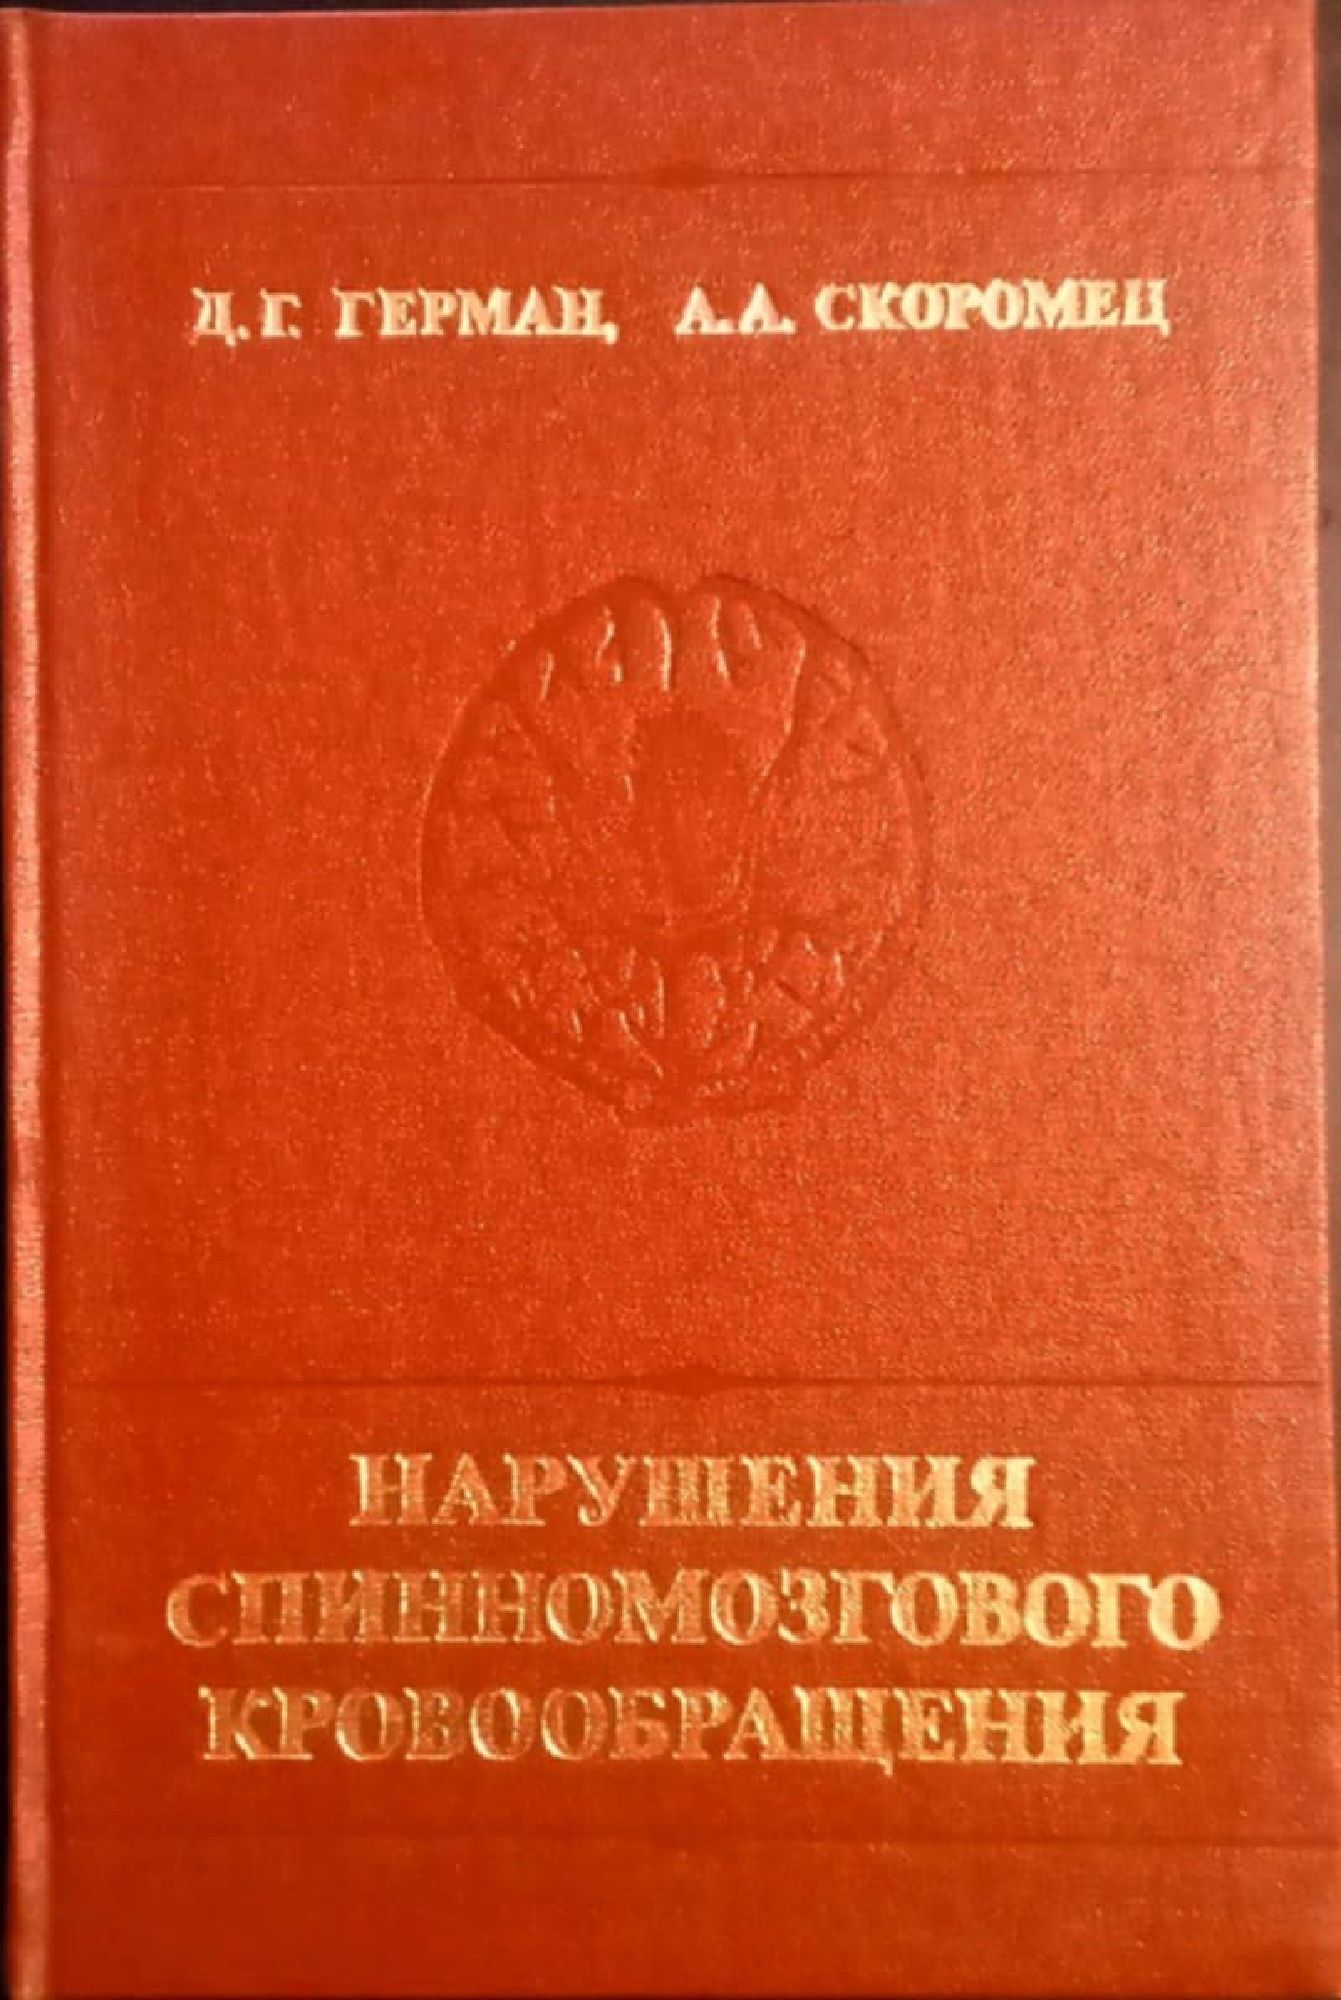 Д. Г. ГЕРМАН, А. А. СКОРОМЕЦ
НАРУШЕНИЯ
СПИННОМОЗГОВОГО
КРОВООБРАЩЕНИЯ